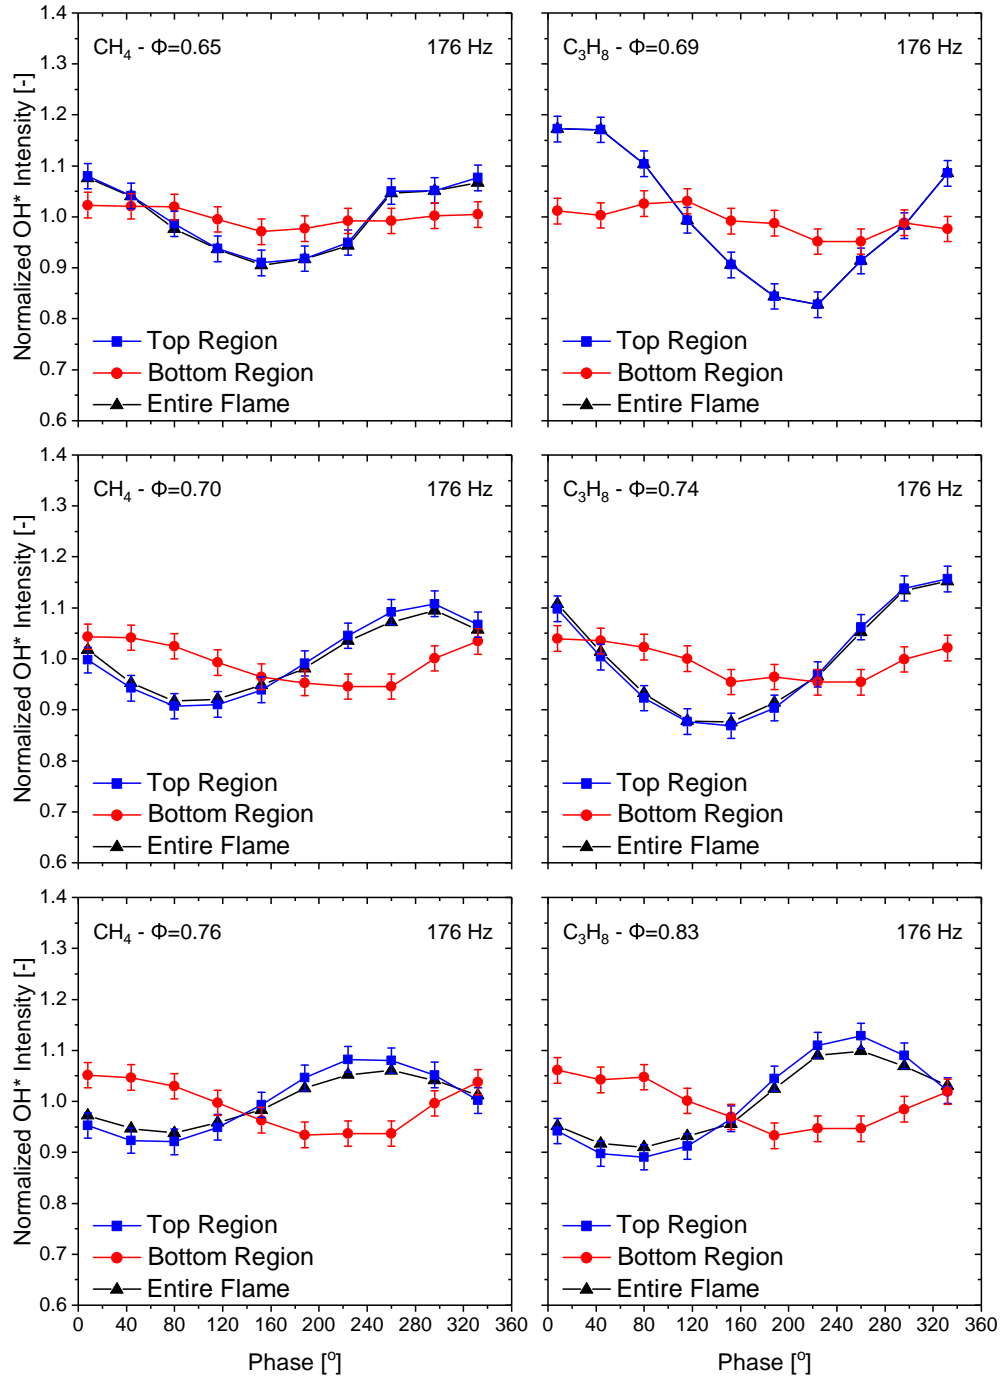 1.4
1.3
1.2
1.1
1.0
0.9
0.8
0.7
0.6
Normalized OH* Intensity [-]
CH4 - Φ=0.65 176 Hz
Top Region
Bottom Region
Entire Flame
C3H8 - Φ=0.69 176 Hz
Top Region
Bottom Region
Entire Flame
1.4
1.3
1.2
1.1
1.0
0.9
0.8
0.7
0.6
Normalized OH* Intensity [-]
CH4 - Φ=0.70 176 Hz
Top Region
Bottom Region
Entire Flame
C3H8 - Φ=0.74 176 Hz
Top Region
Bottom Region
Entire Flame
1.4
1.3
1.2
1.1
1.0
0.9
0.8
0.7
0.6
Normalized OH* Intensity [-]
CH4 - Φ=0.76 176 Hz
Top Region
Bottom Region
Entire Flame
0 40 80 120 160 200 240 280 320 360
Phase [o]
C3H8 - Φ=0.83 176 Hz
Top Region
Bottom Region
Entire Flame
0 40 80 120 160 200 240 280 320 360
Phase [o]